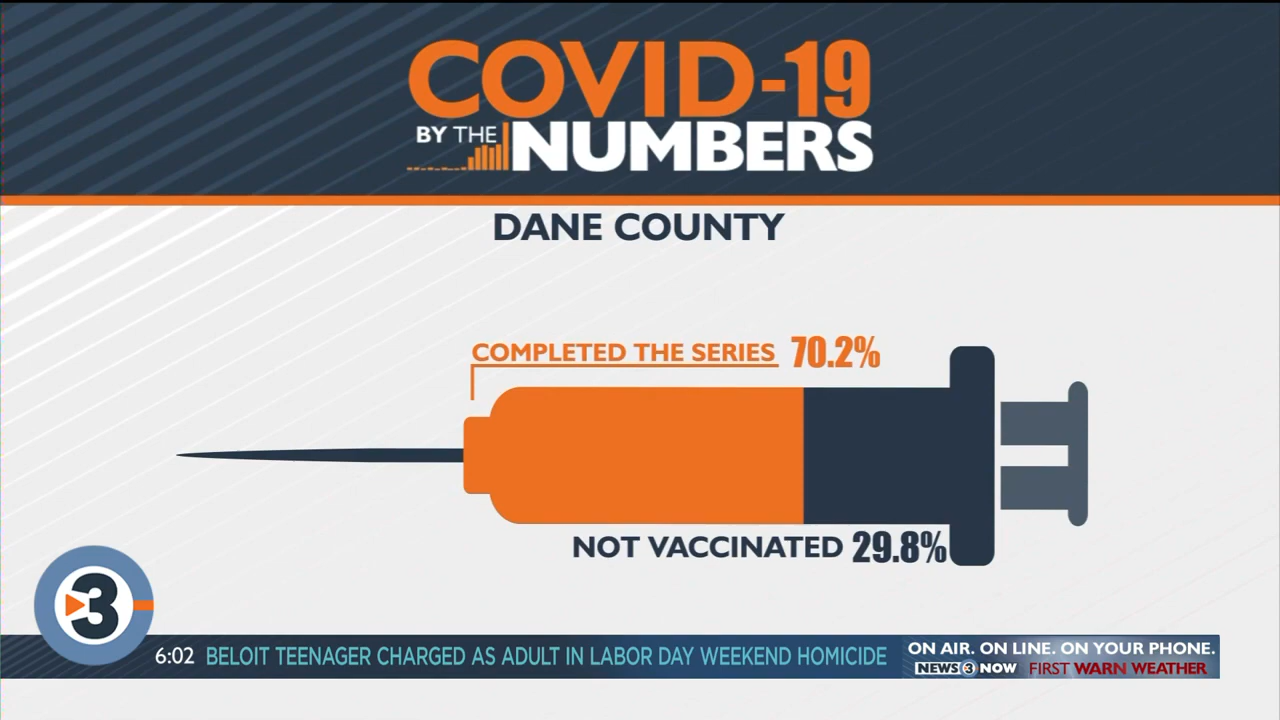 COVID-19
BY THE NUMBERS
DANE COUNTY
COMPLETED THE SERIES 70.2%
NOT VACCINATED 29.8%
3
6:02 BELOIT TEENAGER CHARGED AS ADULT IN LABOR DAY WEEKEND HOMICIDE
ON AIR. ON LINE. ON YOUR PHONE.
NEWS 3 NOW FIRST WARN WEATHER